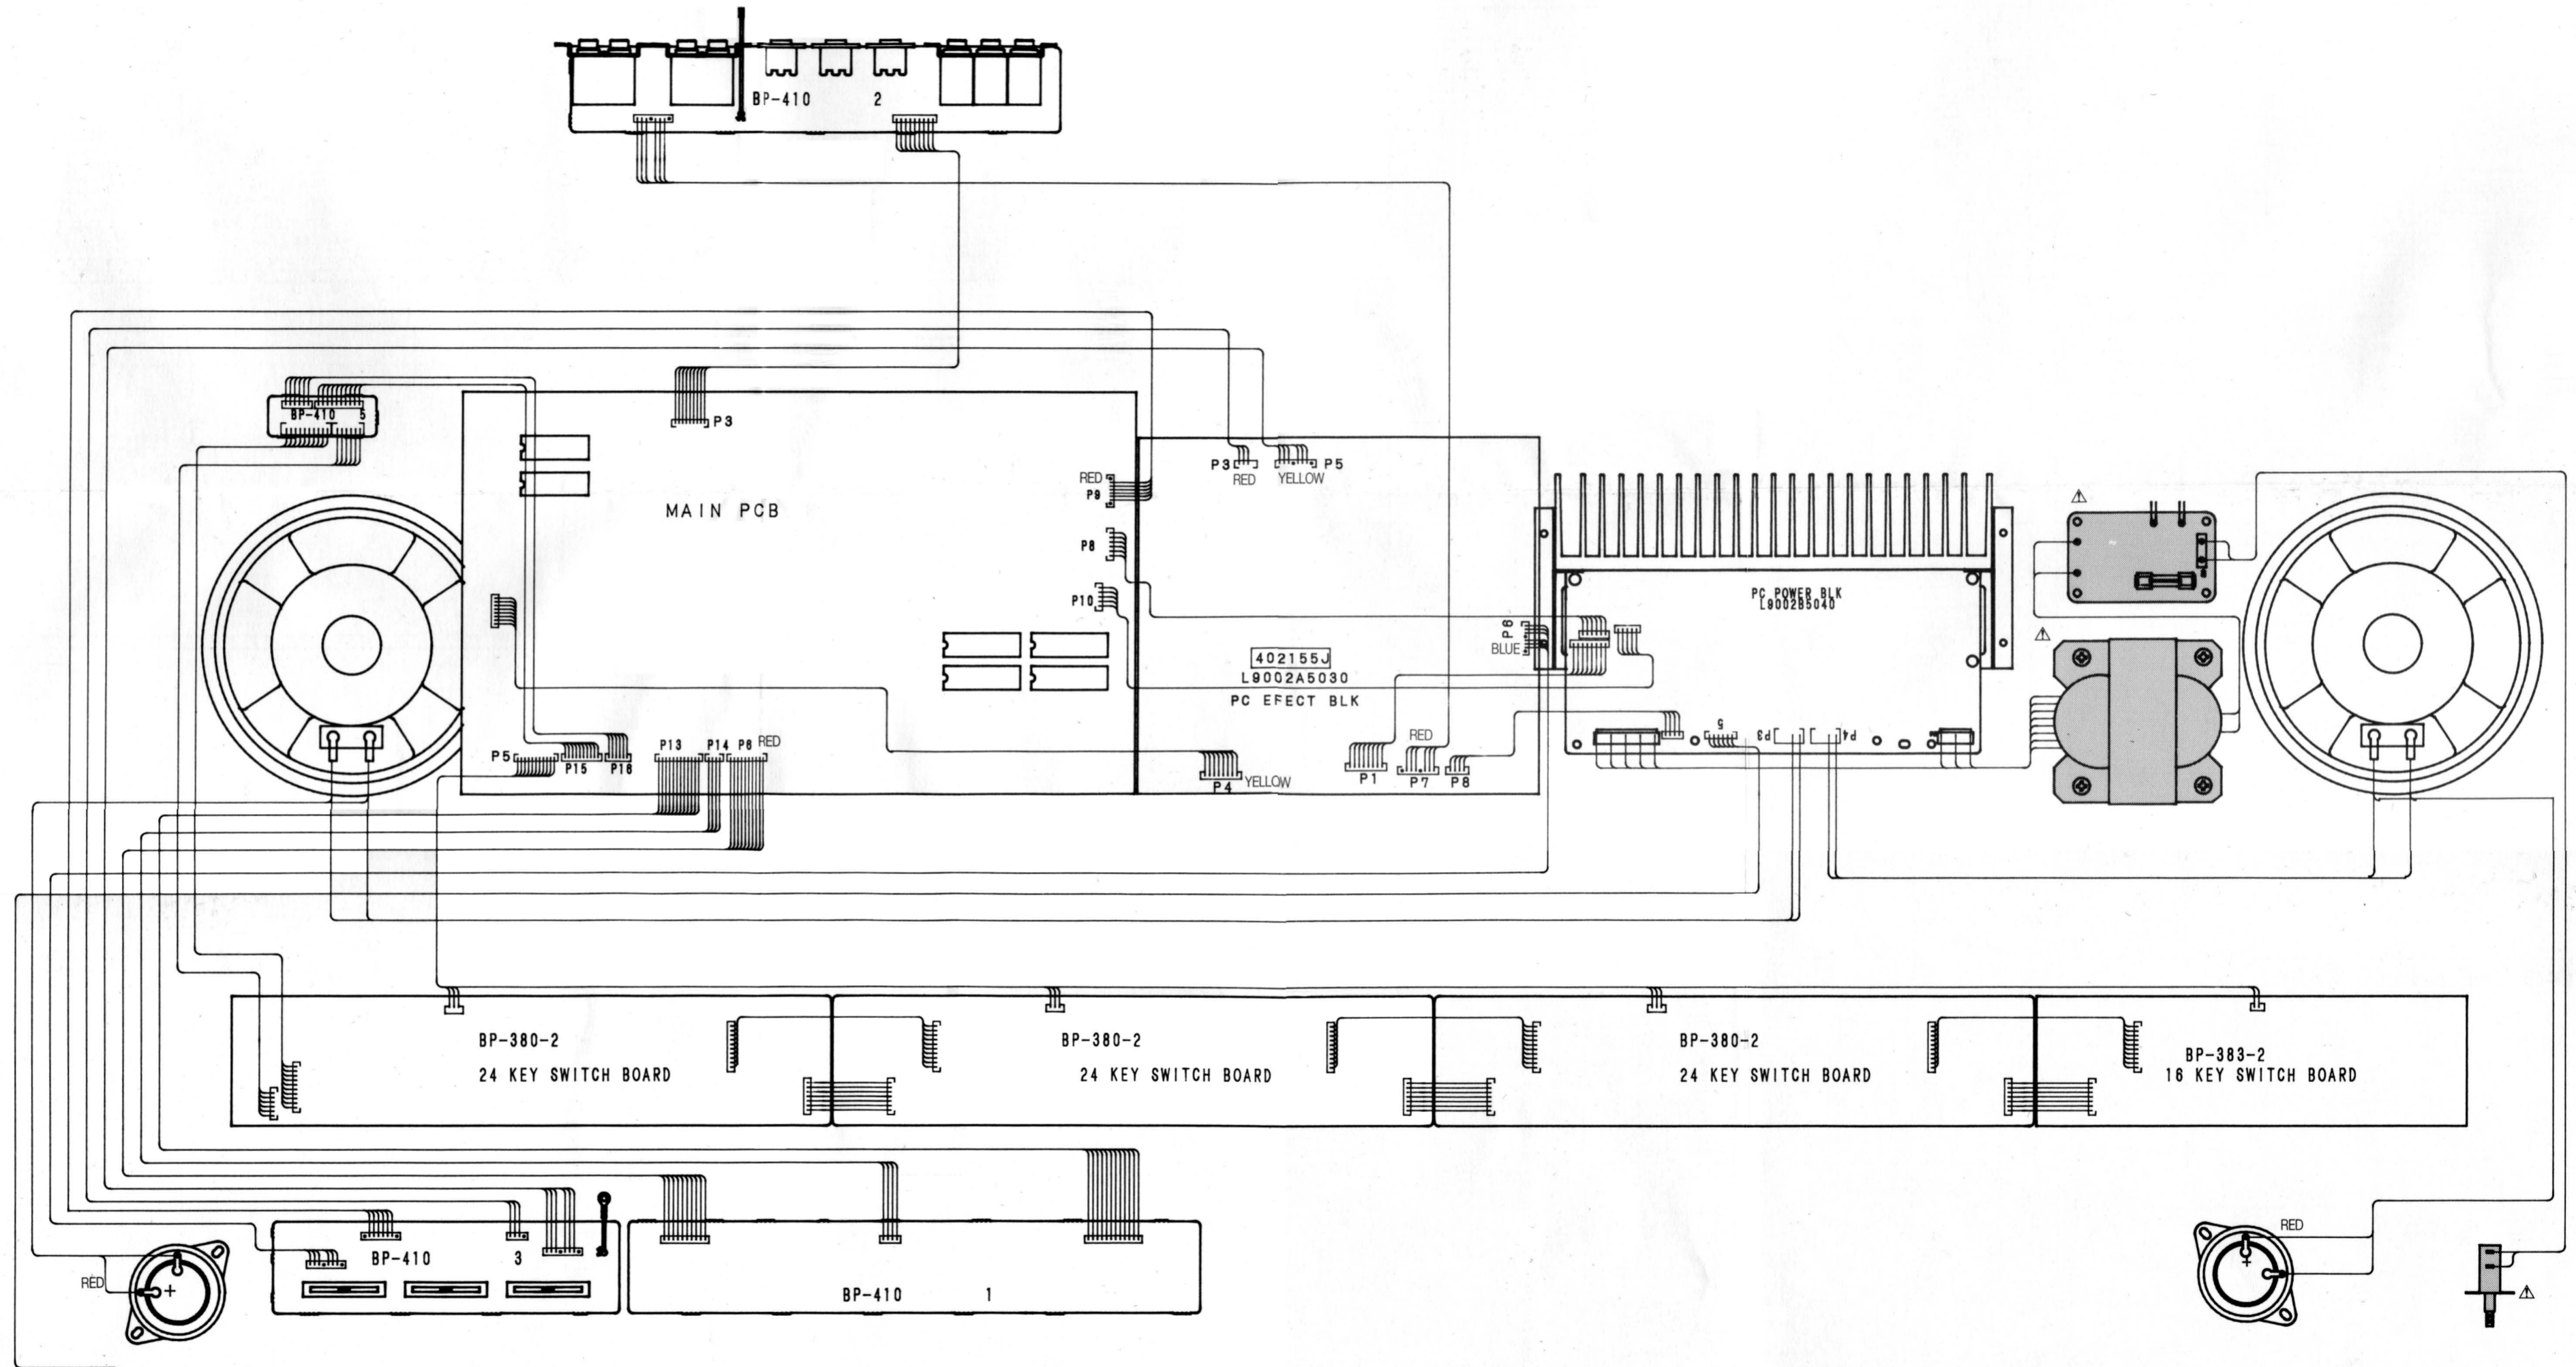 BP-410 2
BP-410 5
P3
MAIN PCB
RED
P9
P8
P10
P3
RED
P5
YELLOW
P6
BLUE
402155J
L9002A5030
PC EFECT BLK
PC POWER BLK
L9002B5040
P5
P15
P16
P13
P14
P6
RED
P4
YELLOW
P1
RED
P7
P8
5
P3
P4
BP-380-2
24 KEY SWITCH BOARD
BP-380-2
24 KEY SWITCH BOARD
BP-380-2
24 KEY SWITCH BOARD
BP-383-2
16 KEY SWITCH BOARD
RED
+
BP-410 3
BP-410 1
RED
+